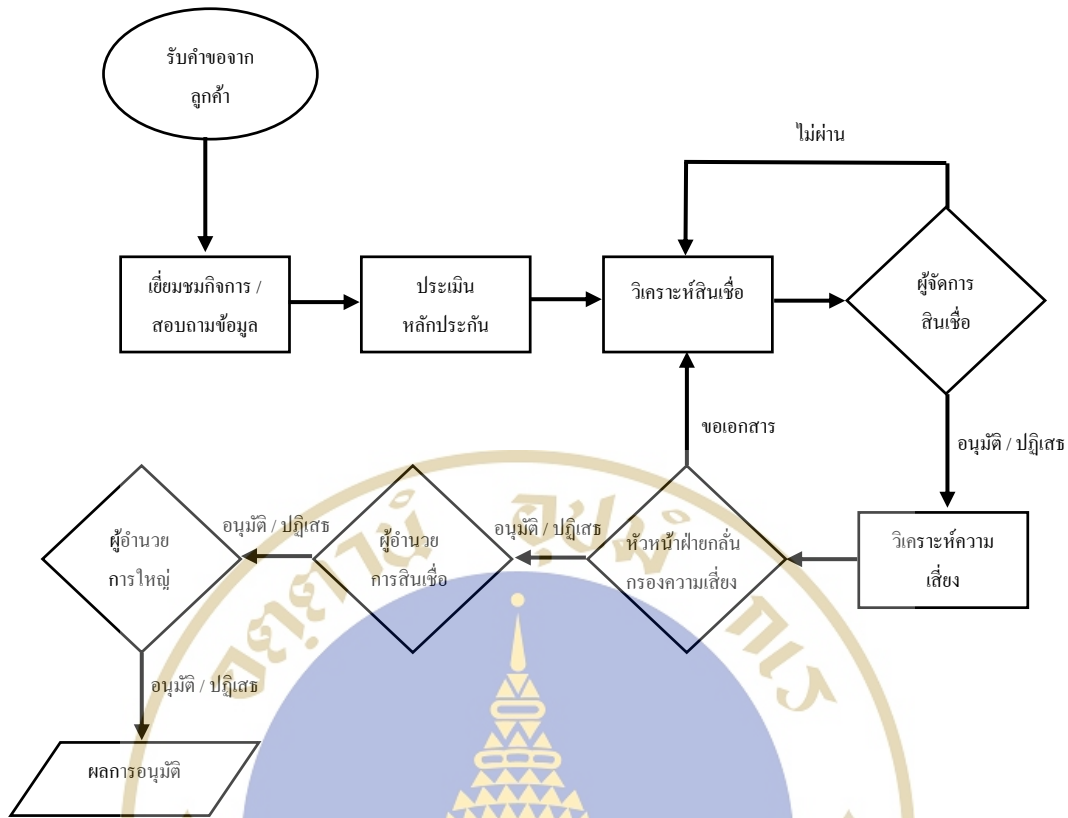 รับคำขอจาก
ลูกค้า
ไม่ผ่าน
เยี่ยมชมกิจการ /
สอบถามข้อมูล
ประเมิน
หลักประกัน
วิเคราะห์สินเชื่อ
ผู้จัดการ
สินเชื่อ
ขอเอกสาร
อนุมัติ / ปฏิเสธ
วิเคราะห์ความ
เสี่ยง
หัวหน้าฝ่ายกลั่น
กรองความเสี่ยง
อนุมัติ / ปฏิเสธ
ผู้อำนวย
การสินเชื่อ
อนุมัติ / ปฏิเสธ
ผู้อำนวย
การใหญ่
อนุมัติ / ปฏิเสธ
ผลการอนุมัติ